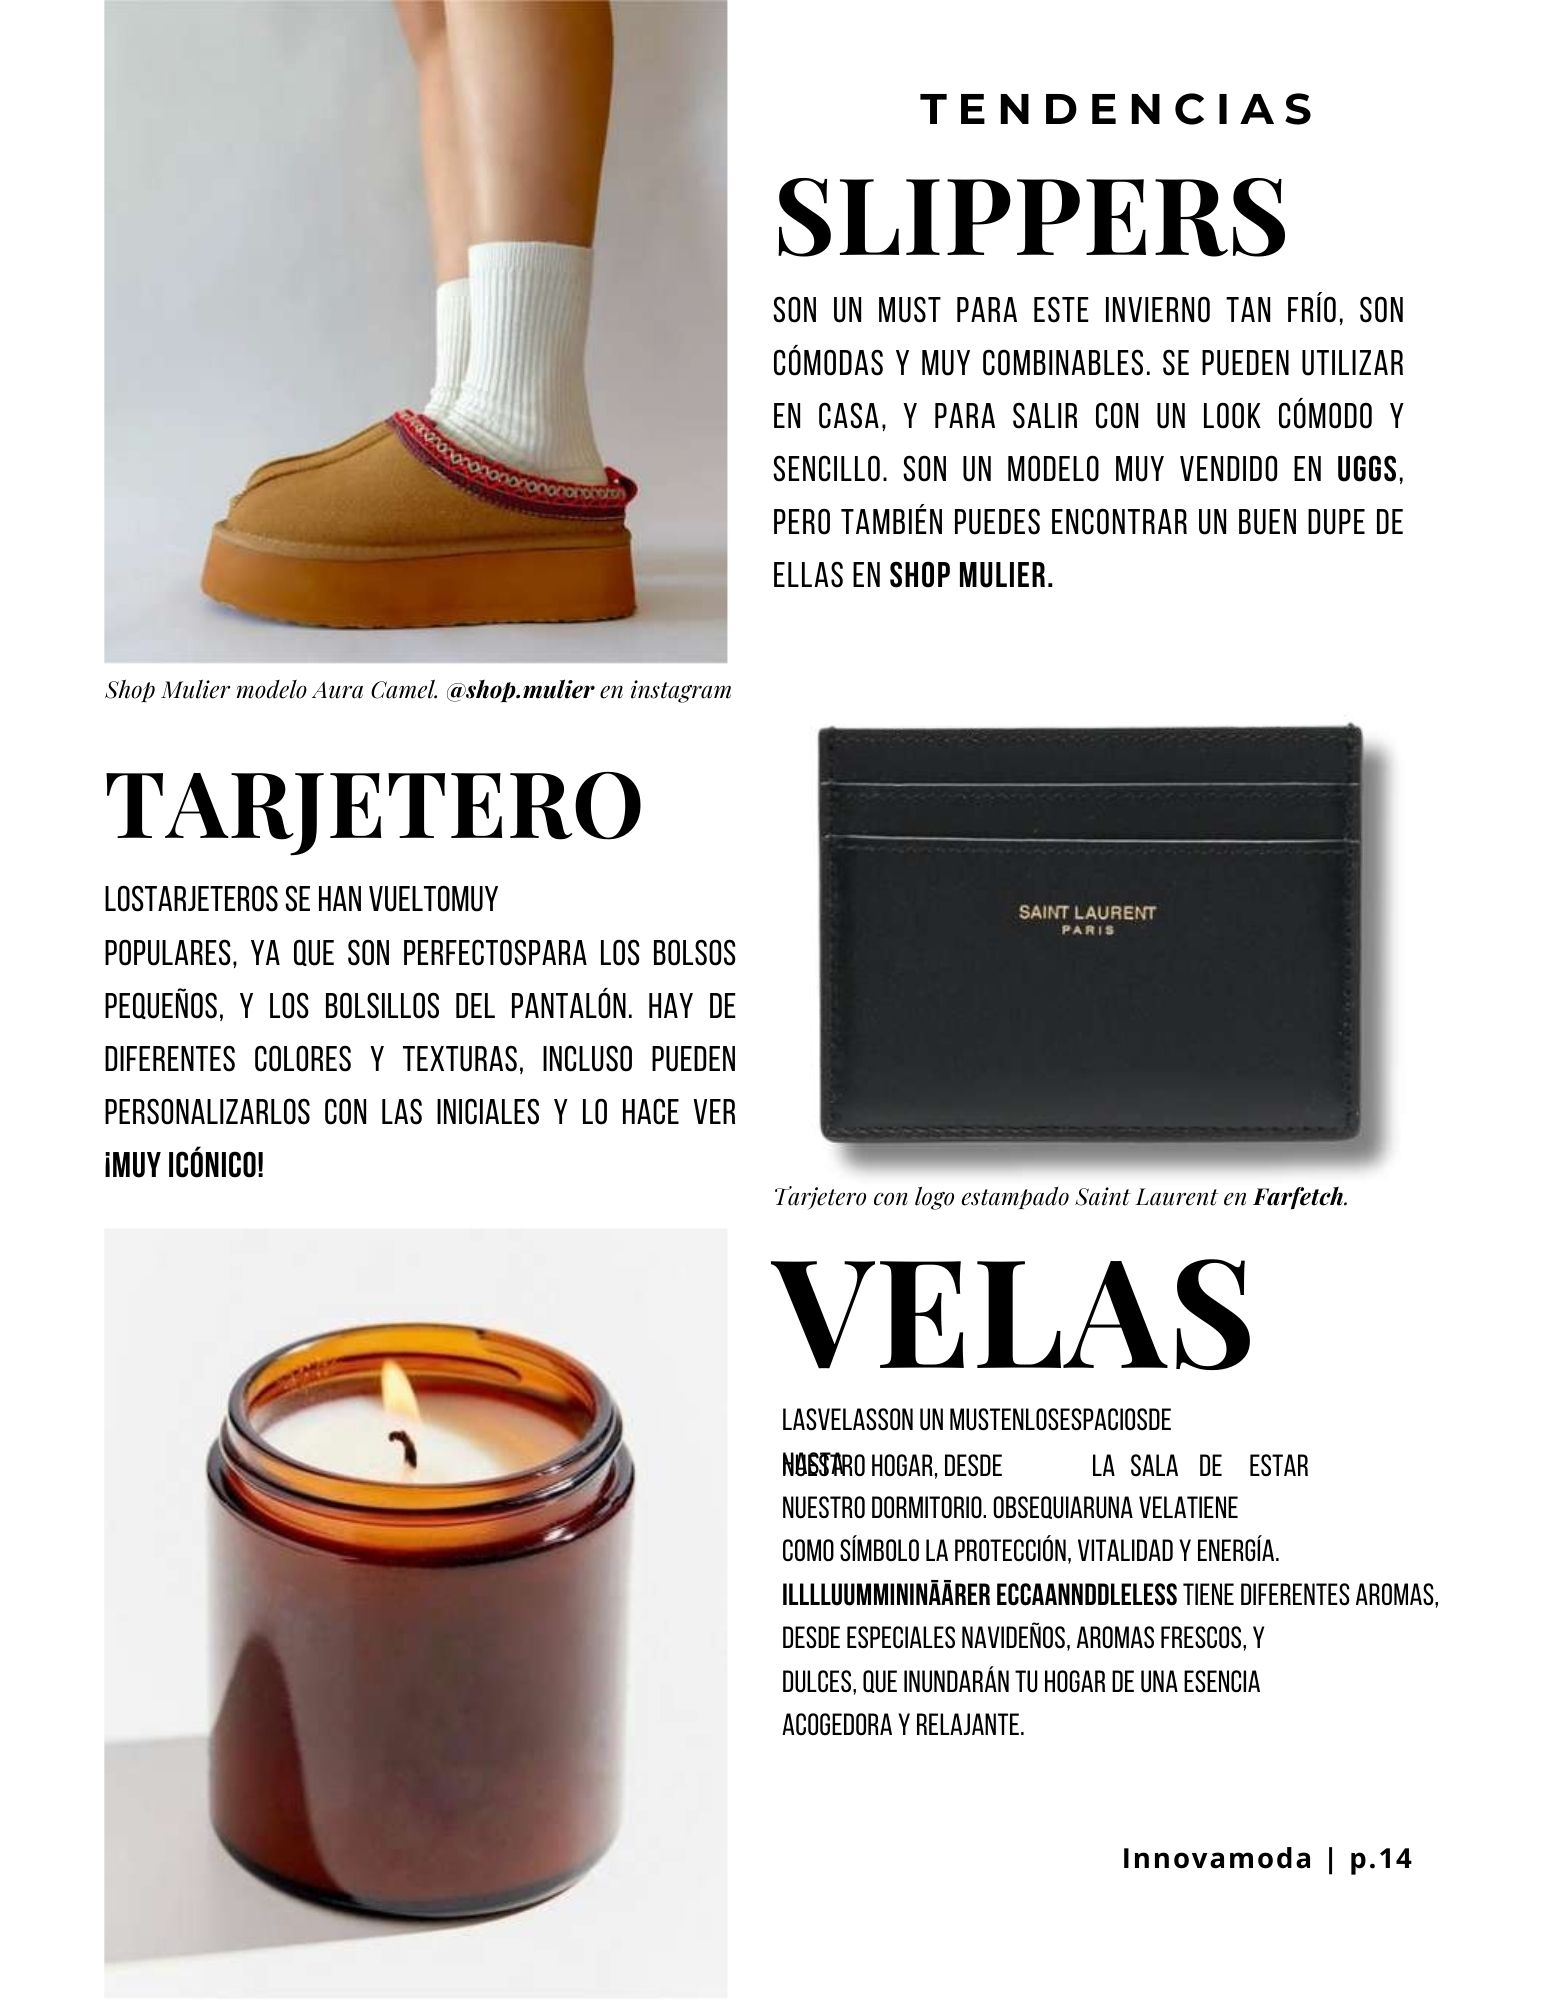 TENDENCIAS
SLIPPERS
SON UN MUST PARA ESTE INVIERNO TAN FRÍO, SON
CÓMODAS Y MUY COMBINABLES. SE PUEDEN UTILIZAR
EN CASA, Y PARA SALIR CON UN LOOK CÓMODO Y
SENCILLO. SON UN MODELO MUY VENDIDO EN UGGS,
PERO TAMBIÉN PUEDES ENCONTRAR UN BUEN DUPE DE
ELLAS EN SHOP MULIER.
Shop Mulier modelo Aura Camel. @shop.mulier en instagram
TARJETERO
LOSTARJETEROS SE HAN VUELTOMUY
POPULARES, YA QUE SON PERFECTOSPARA LOS BOLSOS
PEQUEÑOS, Y LOS BOLSILLOS DEL PANTALÓN. HAY DE
DIFERENTES COLORES Y TEXTURAS, INCLUSO PUEDEN
PERSONALIZARLOS CON LAS INICIALES Y LO HACE VER
¡MUY ICÓNICO!
SAINT LAURENT
PARIS
Tarjetero con logo estampado Saint Laurent en Farfetch.
VELAS
LASVELASSON UN MUSTENLOSESPACIOSDE
HASTA
NUESTRO HOGAR, DESDE LA SALA DE ESTAR
NUESTRO DORMITORIO. OBSEQUIARUNA VELATIENE
COMO SÍMBOLO LA PROTECCIÓN, VITALIDAD Y ENERGÍA.
ILLLLUUMMININĀĀRER ECCAANNDDLELESS TIENE DIFERENTES AROMAS,
DESDE ESPECIALES NAVIDEÑOS, AROMAS FRESCOS, Y
DULCES, QUE INUNDARÁN TU HOGAR DE UNA ESENCIA
ACOGEDORA Y RELAJANTE.
Innovamoda | p.14